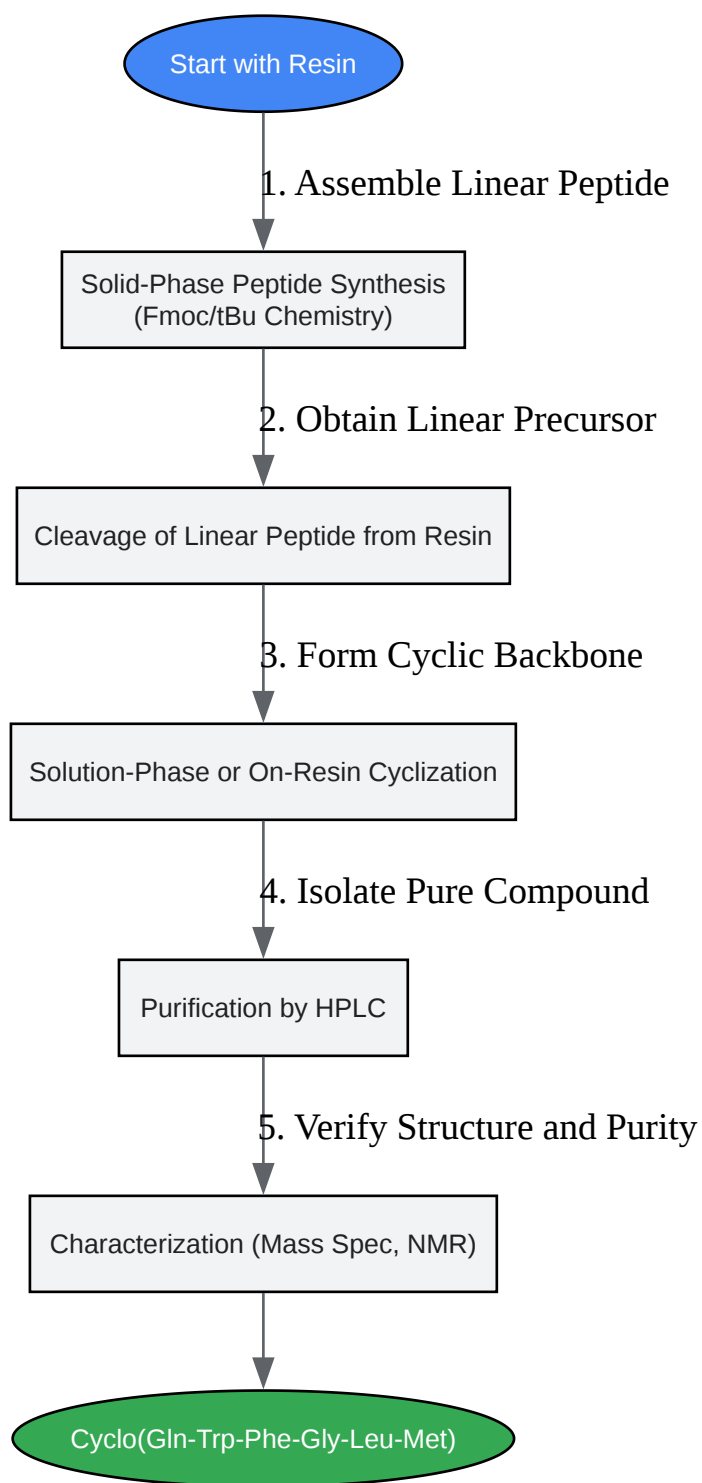 Start with Resin
1. Assemble Linear Peptide
Solid-Phase Peptide Synthesis
(Fmoc/tBu Chemistry)
2. Obtain Linear Precursor
Cleavage of Linear Peptide from Resin
3. Form Cyclic Backbone
Solution-Phase or On-Resin Cyclization
4. Isolate Pure Compound
Purification by HPLC
5. Verify Structure and Purity
Characterization (Mass Spec, NMR)
Cyclo(Gln-Trp-Phe-Gly-Leu-Met)